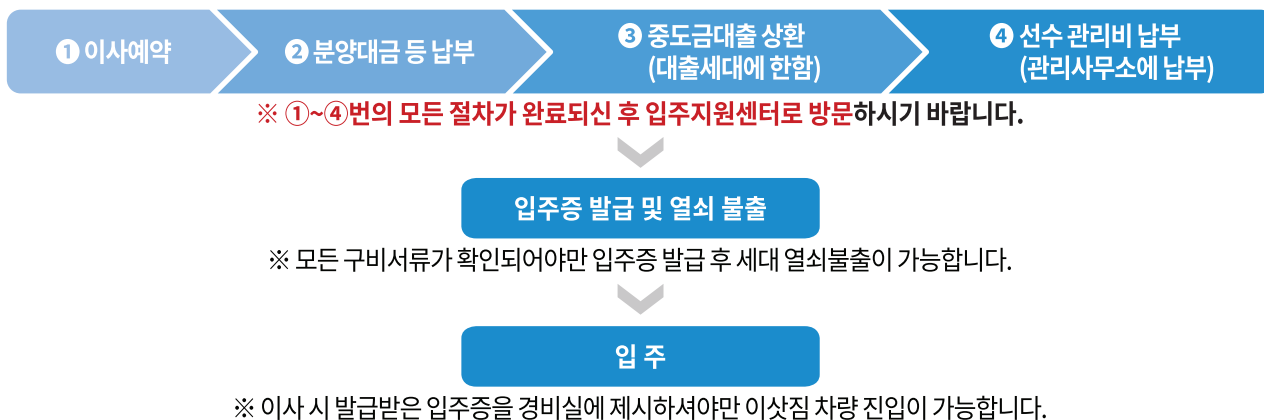 ❶ 이사예약
❷ 분양대금 등 납부
❸ 중도금대출 상환
(대출세대에 한함)
❹ 선수 관리비 납부
(관리사무소에 납부)
※ ①~④번의 모든 절차가 완료되신 후 입주지원센터로 방문하시기 바랍니다.
입주증 발급 및 열쇠 불출
※ 모든 구비서류가 확인되어야만 입주증 발급 후 세대 열쇠불출이 가능합니다.
입 주
※ 이사 시 발급받은 입주증을 경비실에 제시하셔야만 이삿짐 차량 진입이 가능합니다.